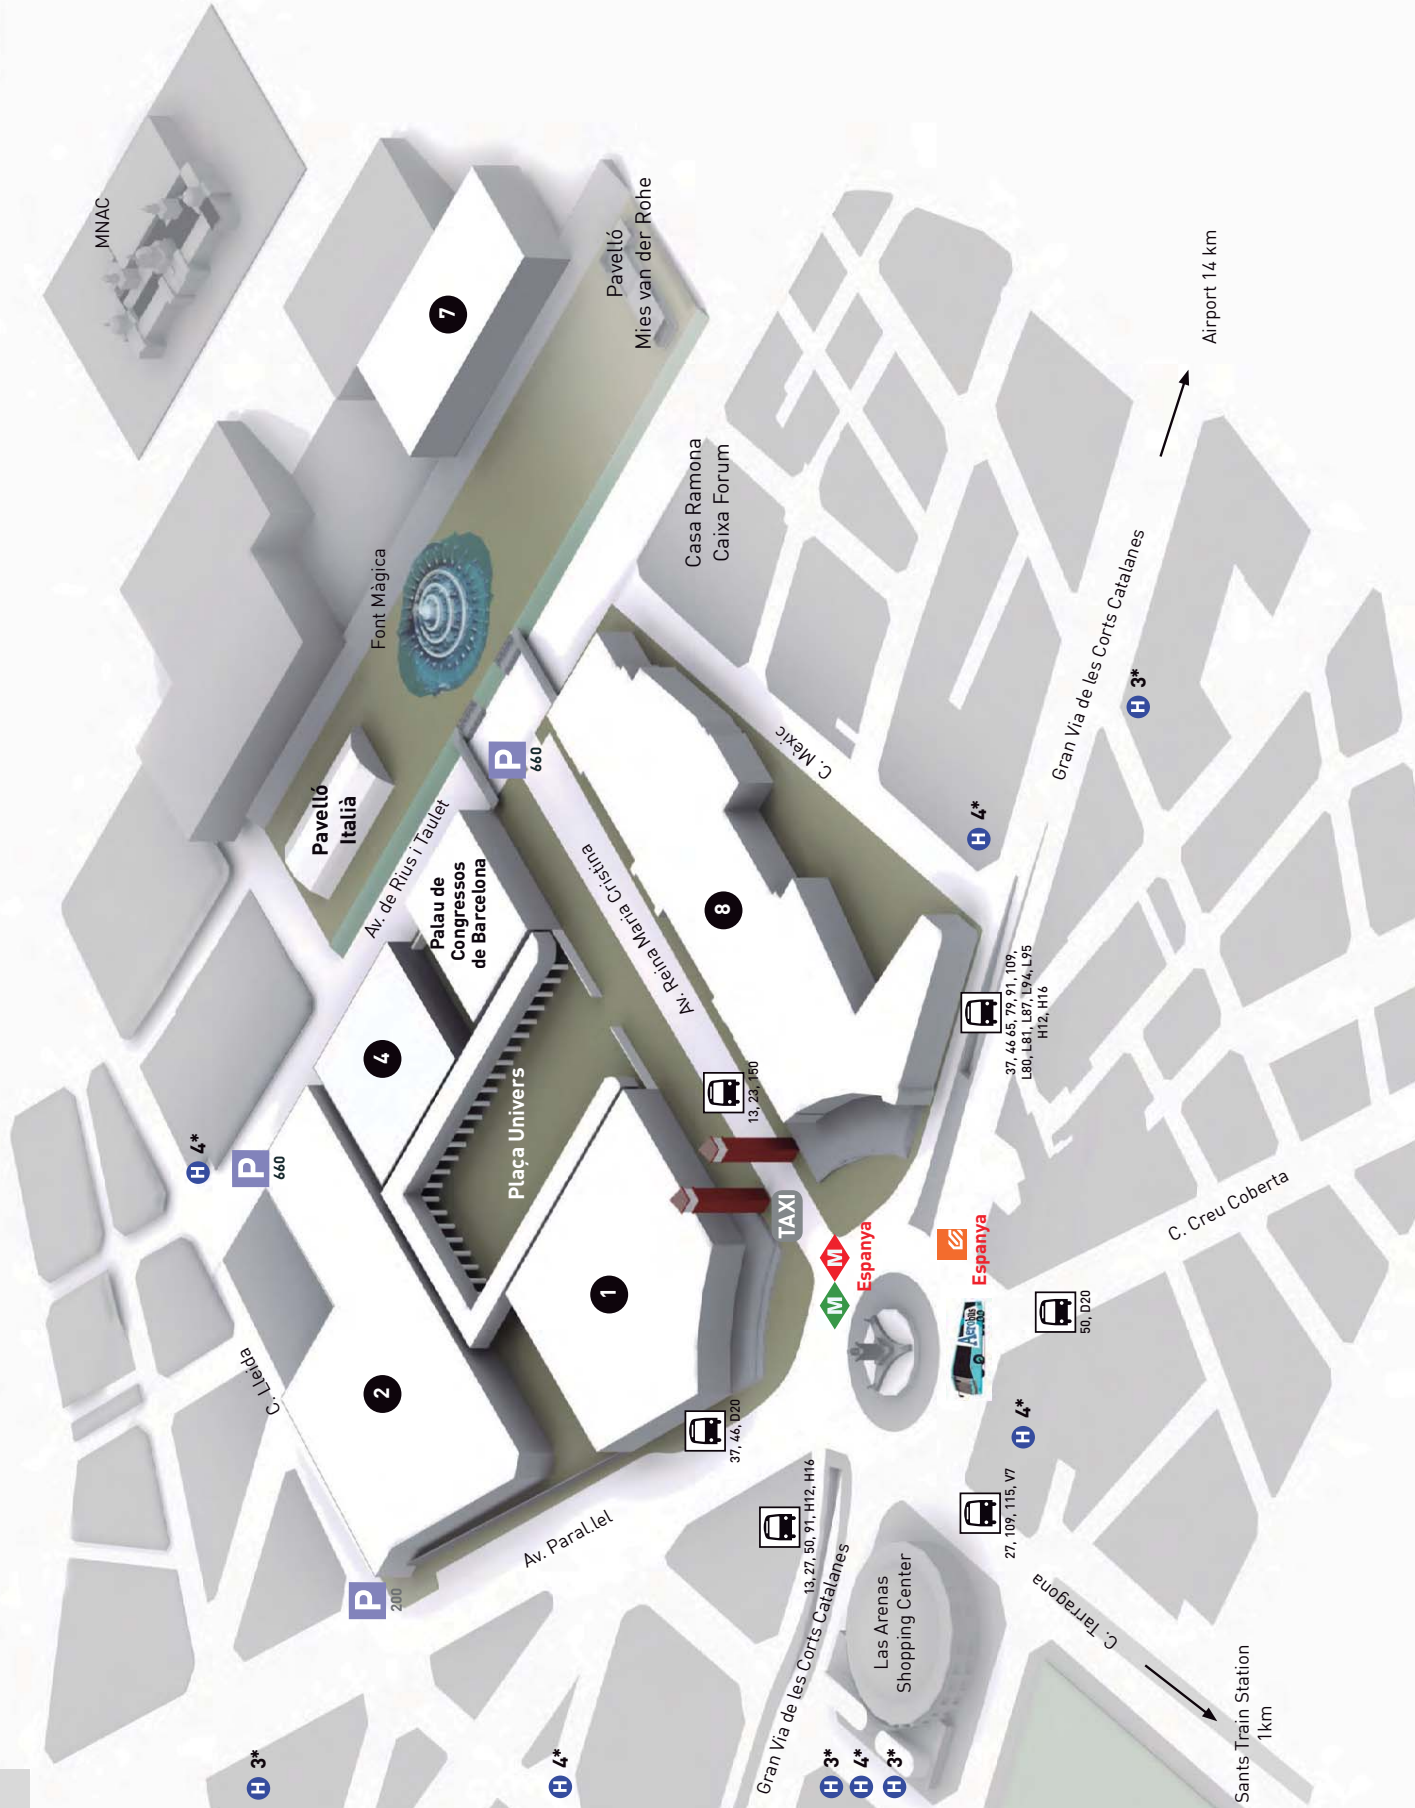 MNAC
7
Pavelló
Mies van der Rohe
Font Màgica
Casa Ramona
Caixa Forum
Airport 14 km
Pavelló
Italià
Av. de Rius i Taulet
P
660
C. Mèxic
Gran Via de les Corts Catalanes
H 3*
H 4*
Palau de
Congressos
de Barcelona
Av. Reina Maria Cristina
8
4
Plaça Univers
13, 23, 150
37, 46 65, 79, 91, 109,
L80, L81, L87, L94, L95
H12, H16
H 4*
P
660
TAXI
M M
Espanya
Espanya
C. Creu Coberta
1
2
C. Lleida
Aerobús
50, D20
37, 46, D20
H 4*
13, 27, 50, 91, H12, H16
27, 109, 115, V7
Av. Paral.lel
P
200
Gran Via de les Corts Catalanes
Las Arenas
Shopping Center
C. Tarragona
Sants Train Station
1km
H 3*
H 4*
H 3*
H 4*
H 3*